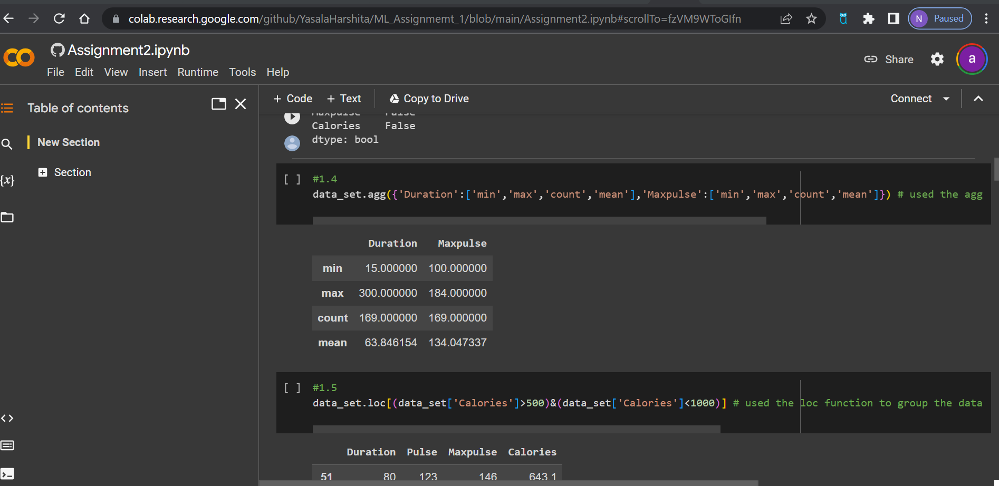 colab.research.google.com/github/YasalaHarshita/ML_Assignmemt_1/blob/main/Assignment2.ipynb#scrollTo=fzVM9WToGIfn
N Paused
Assignment2.ipynb
File Edit View Insert Runtime Tools Help
Share
a
Table of contents
+ Code + Text Copy to Drive
Connect
New Section
Section
{x}
Maxpulse False
Calories False
dtype: bool
[ ] #1.4
data_set.agg({'Duration':['min','max','count','mean'],'Maxpulse':['min','max','count','mean']}) # used the agg
Duration Maxpulse
min 15.000000 100.000000
max 300.000000 184.000000
count 169.000000 169.000000
mean 63.846154 134.047337
[ ] #1.5
data_set.loc[(data_set['Calories']>500)&(data_set['Calories']<1000)] # used the loc function to group the data
Duration Pulse Maxpulse Calories
51 80 123 146 643.1